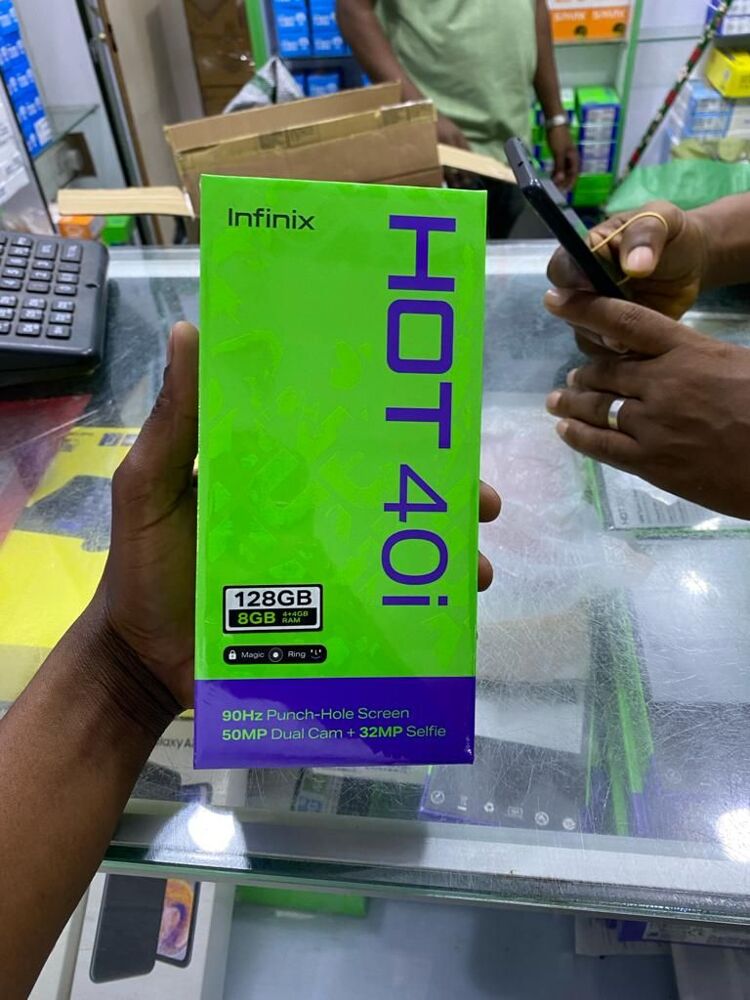 Infinix
HOT 40i
128GB
8GB 4+4GB RAM
Magic Ring
90Hz Punch-Hole Screen
50MP Dual Cam + 32MP Selfie